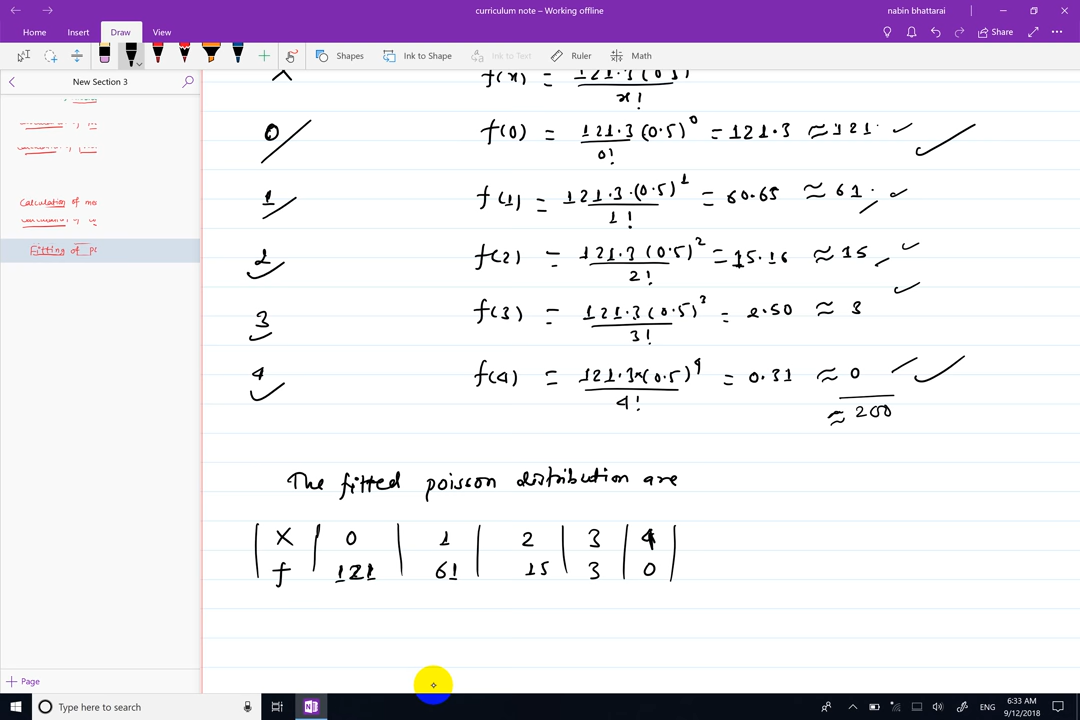 curriculum note – Working offline
nabin bhattarai
Home Insert Draw View
Share
Shapes Ink to Shape Ink to Text Ruler Math
New Section 3
Calculation of me
Fitting of
Page
x f(x) = 121.3 (0.5)
x!
0 f(0) = 121.3 (0.5)^0 / 0! = 121.3 ≈ 121.
1 f(1) = 121.3.(0.5)^1 / 1! = 60.65 ≈ 61.
2 f(2) = 121.3 (0.5)^2 / 2! = 15.16 ≈ 15
3 f(3) = 121.3 (0.5)^3 / 3! = 2.50 ≈ 3
4 f(4) = 121.3×(0.5)^4 / 4! = 0.31 ≈ 0
≈ 200
The fitted poisson distribution are
| X | 0 | 1 | 2 | 3 | 4 |
| f | 121 | 61 | 15 | 3 | 0 |
Type here to search
ENG
6:33 AM
9/12/2018